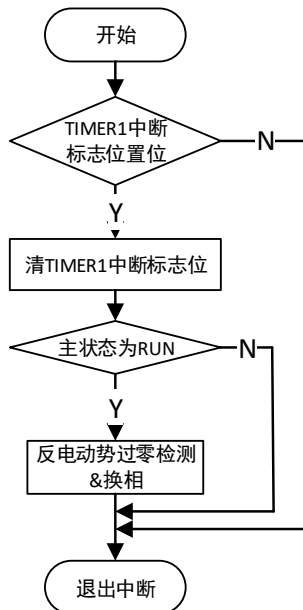 开始
TIMER1中断
标志位置位
N
Y
清TIMER1中断标志位
主状态为RUN
N
Y
反电动势过零检测
&换相
退出中断